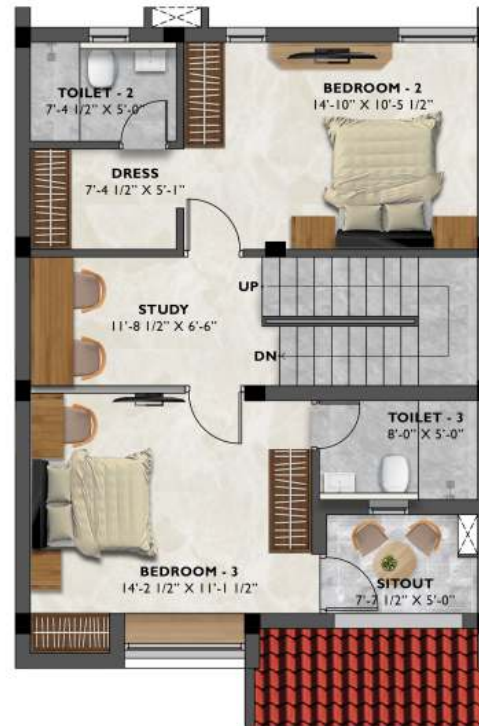 TOILET - 2
7'-4 1/2" X 5'-0"
BEDROOM - 2
14'-10" X 10'-5 1/2"
DRESS
7'-4 1/2" X 5'-1"
UP
STUDY
11'-8 1/2" X 6'-6"
DN
TOILET - 3
8'-0" X 5'-0"
BEDROOM - 3
14'-2 1/2" X 11'-1 1/2"
SITOUT
7'-7 1/2" X 5'-0"